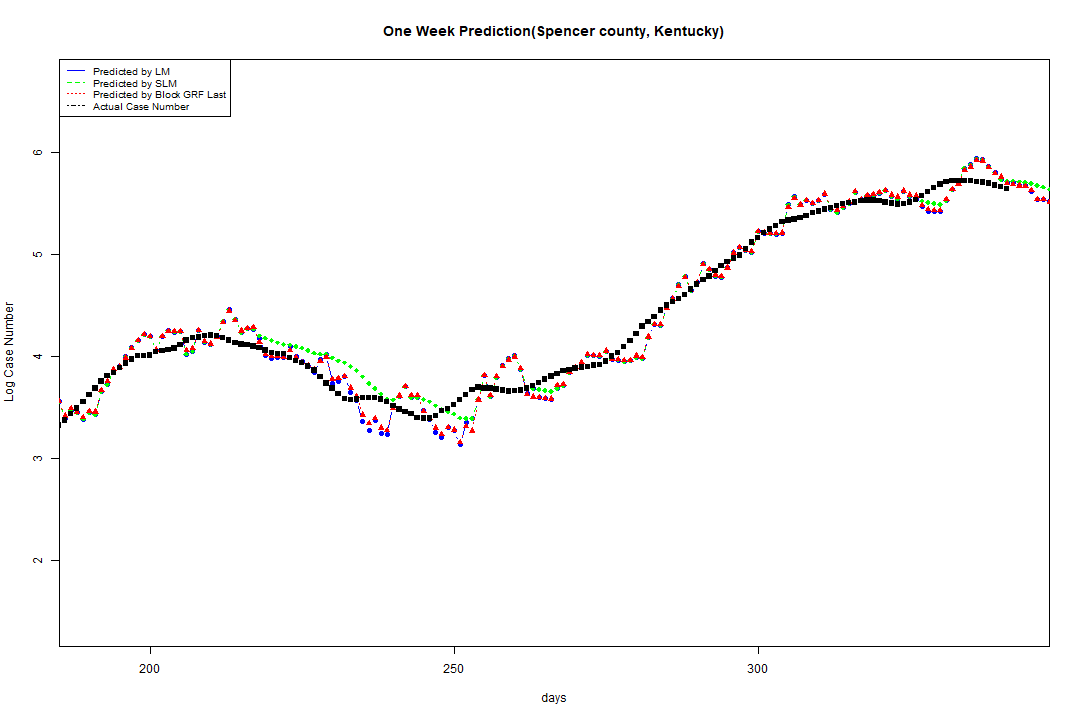 One Week Prediction(Spencer county, Kentucky)
Predicted by LM
Predicted by SLM
Predicted by Block GRF Last
Actual Case Number
6
5
4
3
2
Log Case Number
200
250
300
days